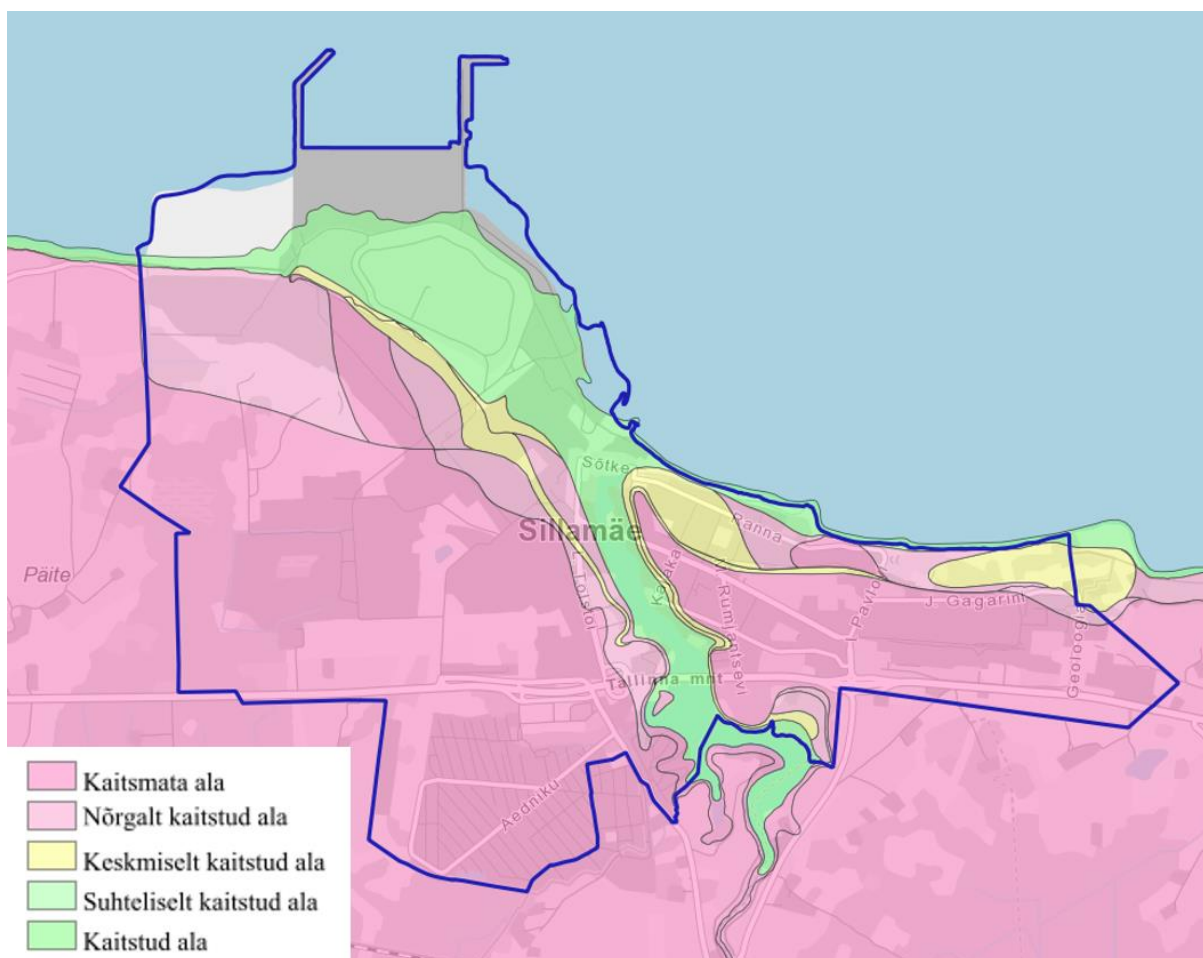 Sõtke
Ranna
Sillamäe
Päite
L. Tolstoi
Kajaka
N. Rumjantsevi
I. Pavlovi
J. Gagarini
Geoloogia
Tallinna mnt
Aedniku
Kaitsmata ala
Nõrgalt kaitstud ala
Keskmiselt kaitstud ala
Suhteliselt kaitstud ala
Kaitstud ala